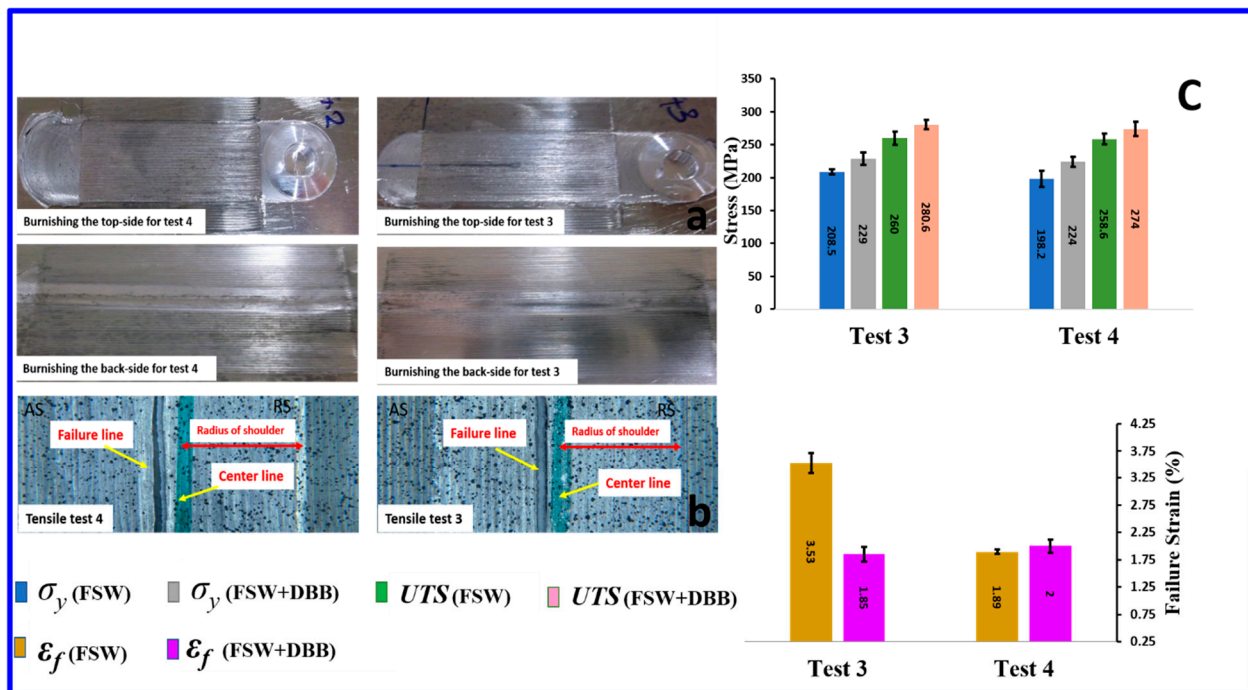 Burnishing the top-side for test 4
Burnishing the top-side for test 3
a
Burnishing the back-side for test 4
Burnishing the back-side for test 3
AS
RS
Failure line
Radius of shoulder
Center line
Tensile test 4
AS
RS
Failure line
Radius of shoulder
Center line
Tensile test 3
b
σy (FSW)
σy (FSW+DBB)
UTS (FSW)
UTS (FSW+DBB)
εf (FSW)
εf (FSW+DBB)
C
Stress (MPa)
350
300
250
200
150
100
50
0
208.5
229
260
280.6
198.2
224
258.6
274
Test 3
Test 4
4.25
3.75
3.25
2.75
2.25
1.75
1.25
0.75
0.25
Failure Strain (%)
3.53
1.85
1.89
2
Test 3
Test 4